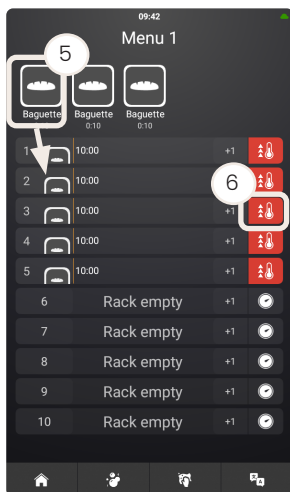 09:42
Menu 1
5
Baguette Baguette Baguette
0:10 0:10
1 10:00 +1
2 10:00
6
3 10:00 +1
4 10:00 +1
5 10:00 +1
6 Rack empty +1
7 Rack empty +1
8 Rack empty +1
9 Rack empty +1
10 Rack empty +1